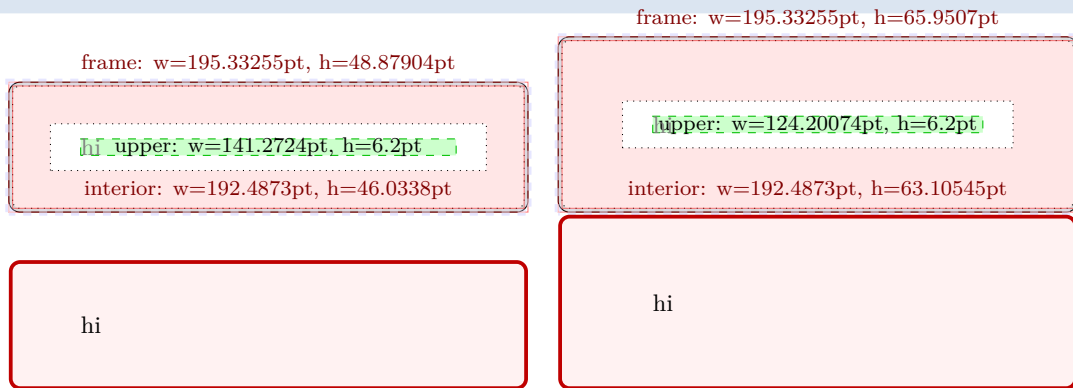 frame: w=195.33255pt, h=48.87904pt
hi upper: w=141.2724pt, h=6.2pt
interior: w=192.4873pt, h=46.0338pt
hi
frame: w=195.33255pt, h=65.9507pt
hi upper: w=124.20074pt, h=6.2pt
interior: w=192.4873pt, h=63.10545pt
hi